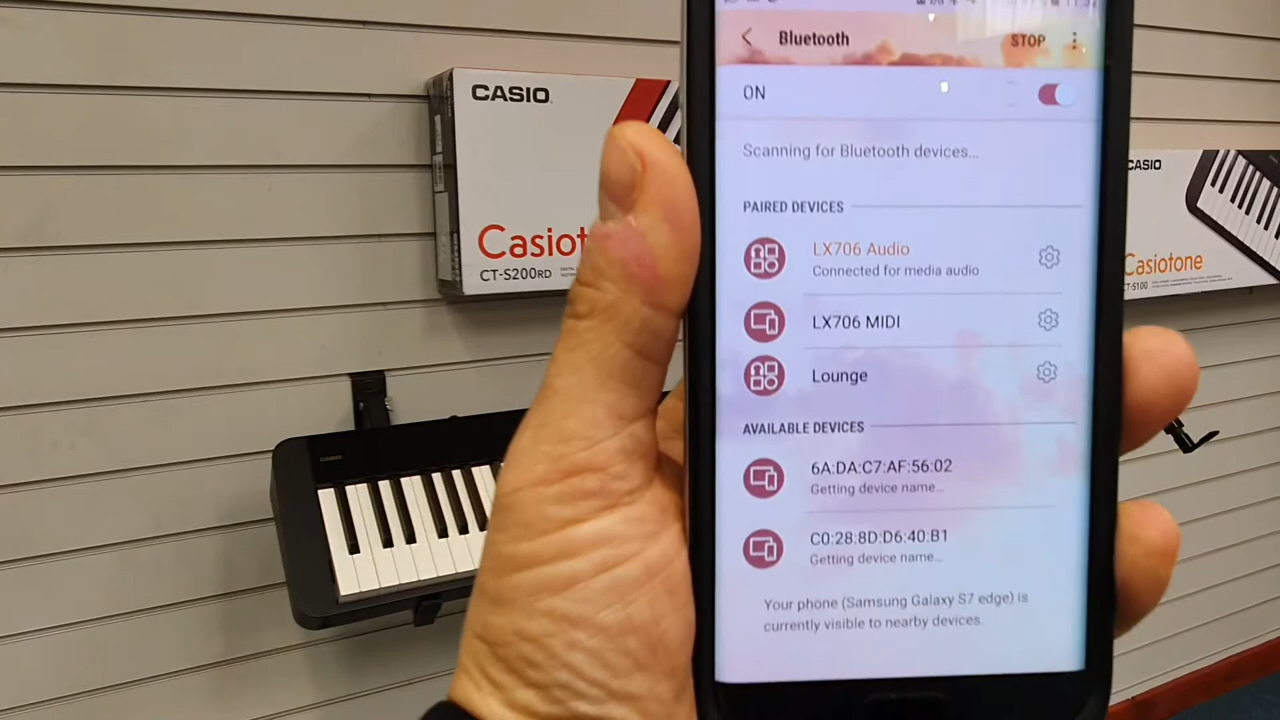 Bluetooth
STOP
ON
Scanning for Bluetooth devices...
PAIRED DEVICES
LX706 Audio
Connected for media audio
LX706 MIDI
Lounge
AVAILABLE DEVICES
6A:DA:C7:AF:56:02
Getting device name...
C0:28:8D:D6:40:B1
Getting device name...
Your phone (Samsung Galaxy S7 edge) is
currently visible to nearby devices.
CASIO
Casiot
CT-S200RD
CASIO
CASIO
Casiotone
CT-S100